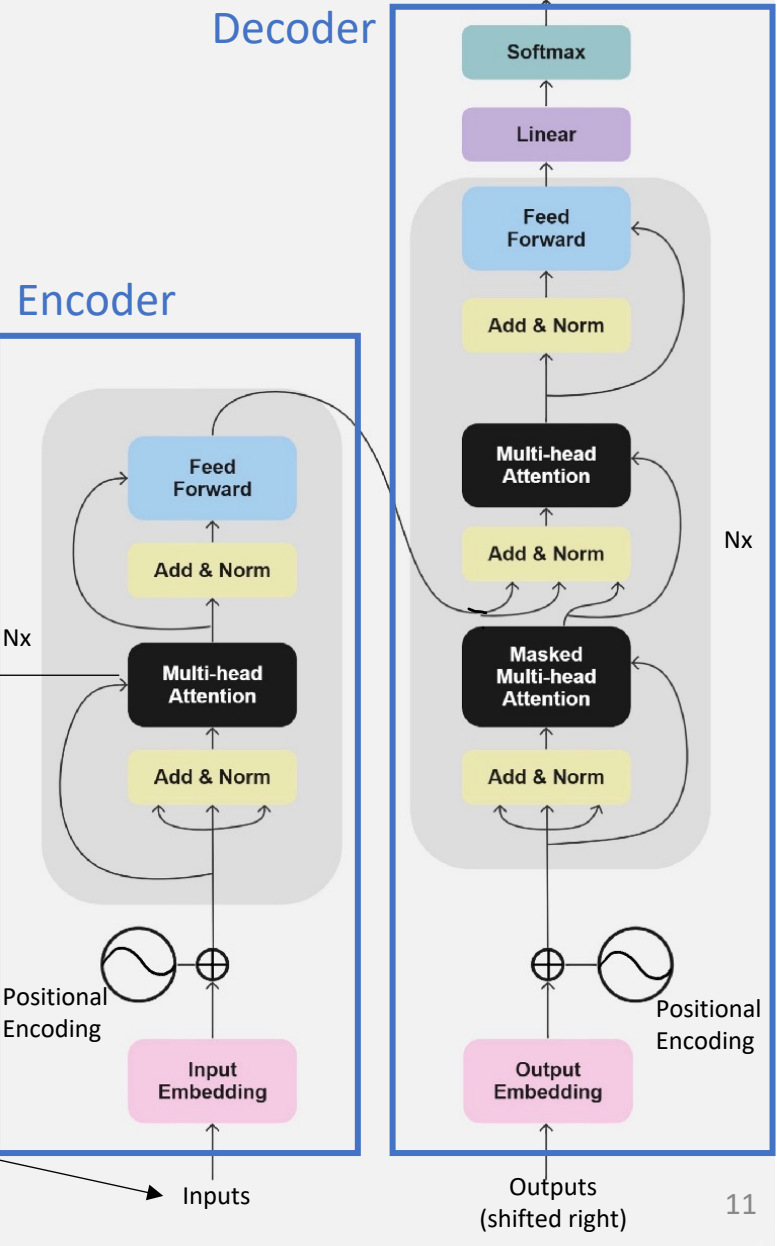 Decoder
Softmax
Linear
Feed
Forward
Add & Norm
Multi-head
Attention
Add & Norm
Nx
Masked
Multi-head
Attention
Add & Norm
Positional
Encoding
Output
Embedding
Outputs
(shifted right)
Encoder
Feed
Forward
Add & Norm
Nx
Multi-head
Attention
Add & Norm
Positional
Encoding
Input
Embedding
Inputs
11